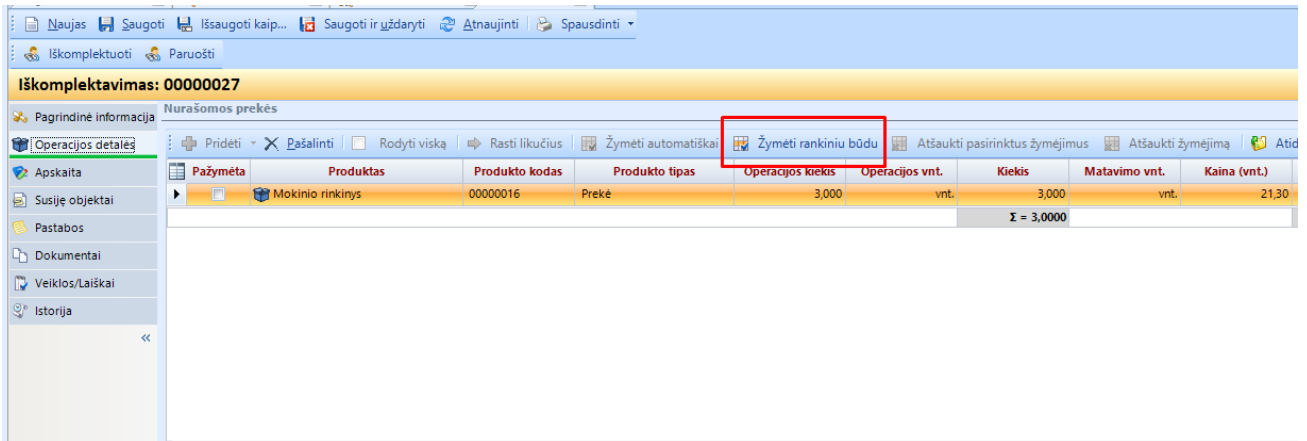 Naujas Saugoti Išsaugoti kaip... Saugoti ir uždaryti Atnaujinti Spausdinti
Iškomplektuoti Paruošti
Iškomplektavimas: 00000027
Pagrindinė informacija
Operacijos detalės
Apskaita
Susiję objektai
Pastabos
Dokumentai
Veiklos/Laiškai
Istorija
«
Nurašomos prekės
Pridėti Pašalinti Rodyti viską Rasti likučius Žymėti automatiškai Žymėti rankiniu būdu Atšaukti pasirinktus žymėjimus Atšaukti žymėjimą Atid
Pažymėta Produktas Produkto kodas Produkto tipas Operacijos kiekis Operacijos vnt. Kiekis Matavimo vnt. Kaina (vnt.)
Mokinio rinkinys 00000016 Prekė 3,000 vnt. 3,000 vnt. 21,30
Σ = 3,0000